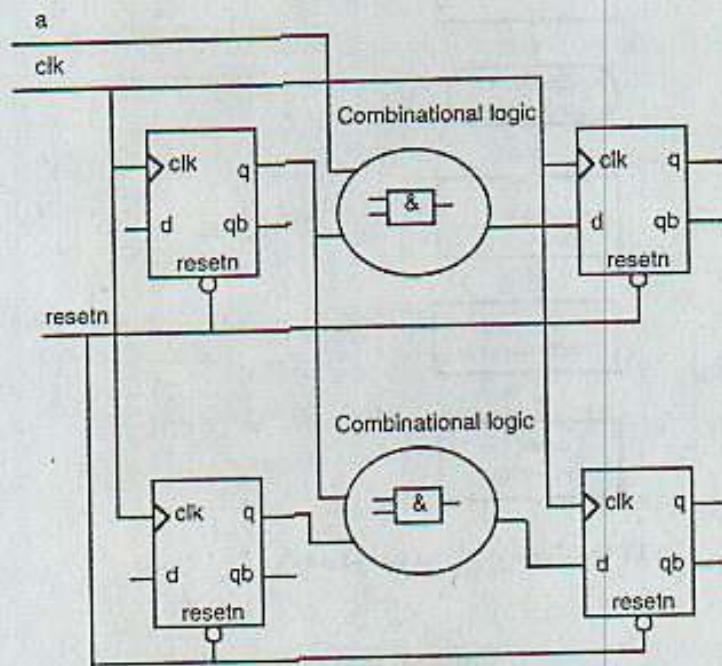 a
clk
Combinational logic
clk
q
&
clk
q
d
qb
d
qb
resetn
resetn
resetn
Combinational logic
clk
q
&
clk
q
d
qb
d
qb
resetn
resetn